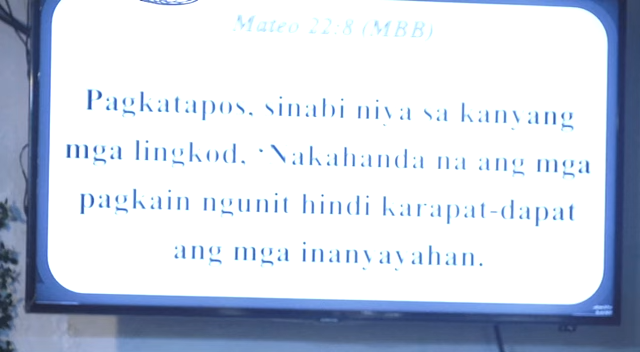 Mateo 22:8 (MBB)
Pagkatapos, sinabi niya sa kanyang
mga lingkod, ‘Nakahanda na ang mga
pagkain ngunit hindi karapat-dapat
ang mga inanyayahan.